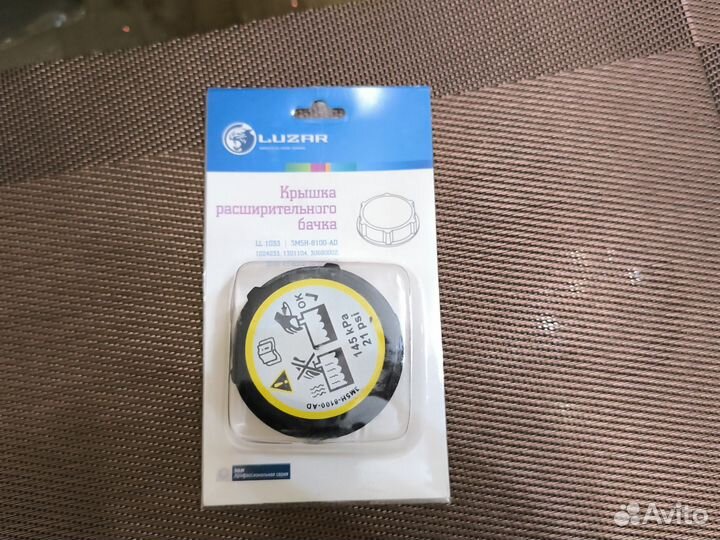 LUZAR
Крышка
расширительного
бачка
LL 1033 | 3M5H-8100-AD
1024233, 1301104, 30680002
OK
145 kPa
21 psi
3M5H-8100-AD
профессиональная серия
Avito